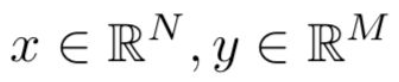 x ∈ ℝ^N, y ∈ ℝ^M